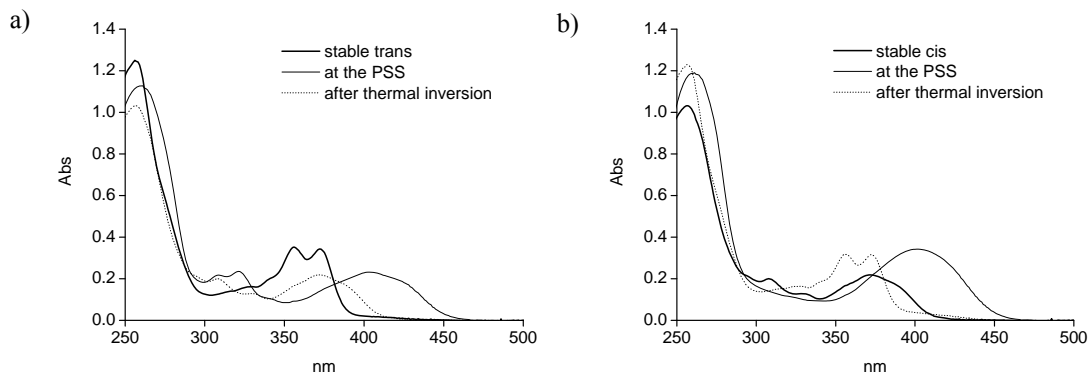 a)
1.4
1.2
1.0
0.8
0.6
0.4
0.2
0.0
Abs
250 300 350 400 450 500
nm
stable trans
at the PSS
after thermal inversion
b)
1.4
1.2
1.0
0.8
0.6
0.4
0.2
0.0
Abs
250 300 350 400 450 500
nm
stable cis
at the PSS
after thermal inversion